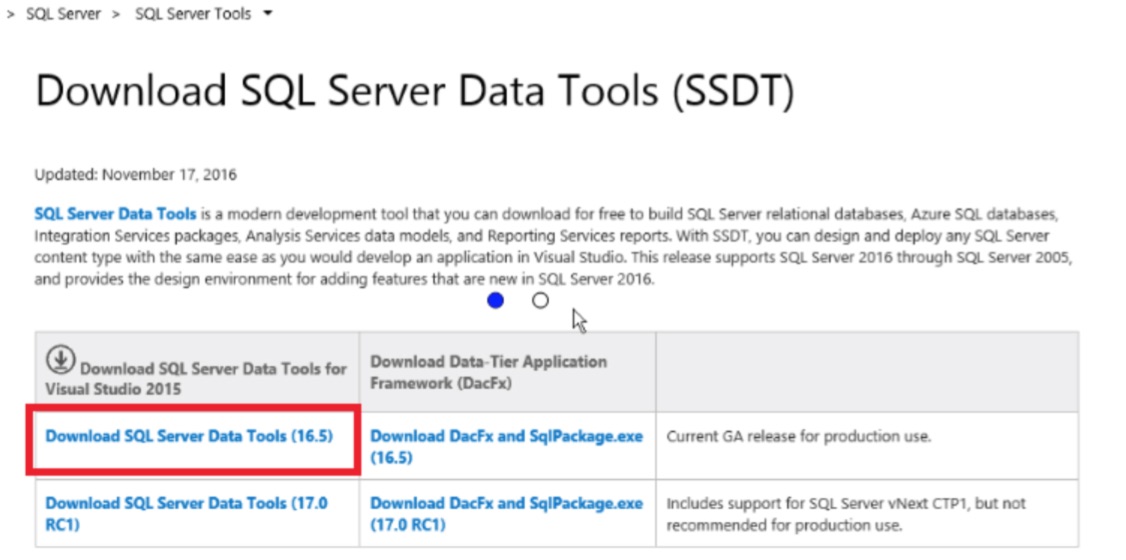 > SQL Server > SQL Server Tools
Download SQL Server Data Tools (SSDT)
Updated: November 17, 2016
SQL Server Data Tools is a modern development tool that you can download for free to build SQL Server relational databases, Azure SQL databases,
Integration Services packages, Analysis Services data models, and Reporting Services reports. With SSDT, you can design and deploy any SQL Server
content type with the same ease as you would develop an application in Visual Studio. This release supports SQL Server 2016 through SQL Server 2005,
and provides the design environment for adding features that are new in SQL Server 2016.
Download SQL Server Data Tools for
Visual Studio 2015
Download Data-Tier Application
Framework (DacFx)
Download SQL Server Data Tools (16.5)
Download DacFx and SqlPackage.exe
(16.5)
Current GA release for production use.
Download SQL Server Data Tools (17.0
RC1)
Download DacFx and SqlPackage.exe
(17.0 RC1)
Includes support for SQL Server vNext CTP1, but not
recommended for production use.